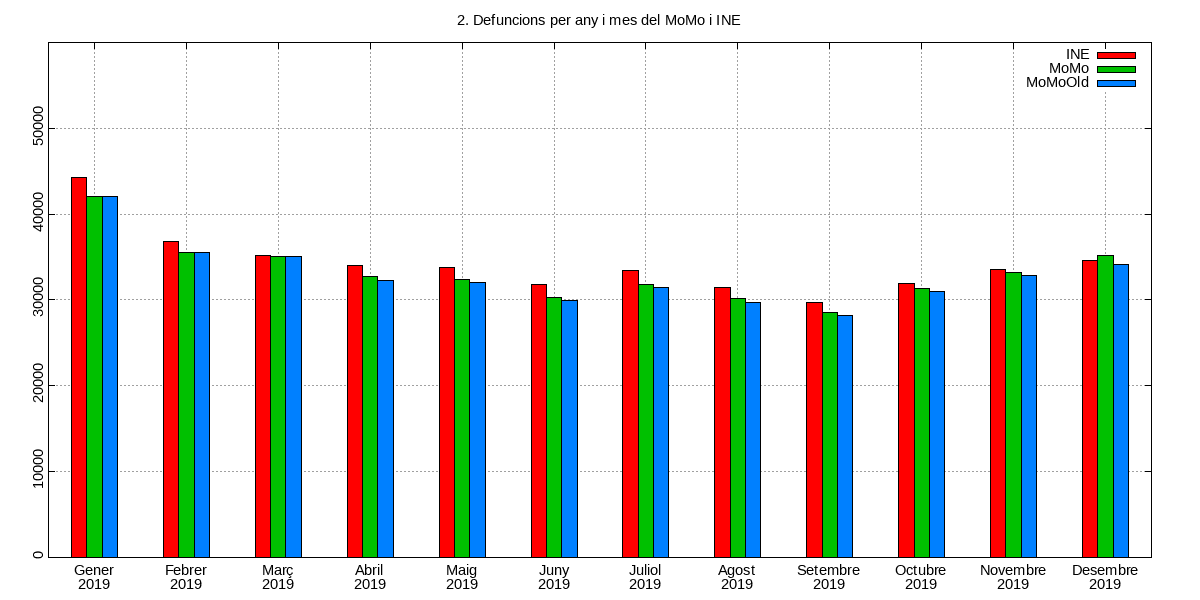 2. Defuncions per any i mes del MoMo i INE
INE
MoMo
MoMoOld
50000
40000
30000
20000
10000
0
Gener Febrer Març Abril Maig Juny Juliol Agost Setembre Octubre Novembre Desembre
2019 2019 2019 2019 2019 2019 2019 2019 2019 2019 2019 2019